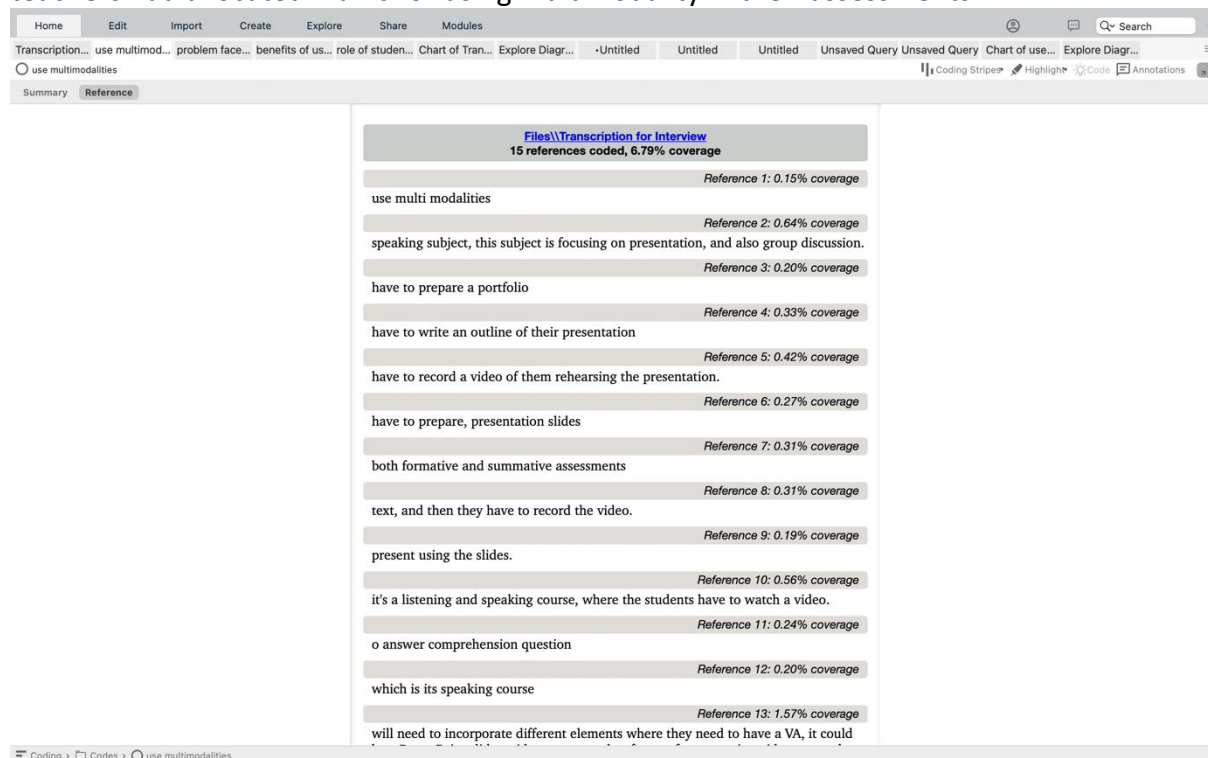 Home Edit Import Create Explore Share Modules Search
Transcription... use multimod... problem face... benefits of us... role of studen... Chart of Tran... Explore Diagr... •Untitled Untitled Untitled Unsaved Query Unsaved Query Chart of use... Explore Diagr...
use multimodalities Coding Stripes Highlight Code Annotations
Summary Reference
Files\\Transcription for Interview
15 references coded, 6.79% coverage
Reference 1: 0.15% coverage
use multi modalities
Reference 2: 0.64% coverage
speaking subject, this subject is focusing on presentation, and also group discussion.
Reference 3: 0.20% coverage
have to prepare a portfolio
Reference 4: 0.33% coverage
have to write an outline of their presentation
Reference 5: 0.42% coverage
have to record a video of them rehearsing the presentation.
Reference 6: 0.27% coverage
have to prepare, presentation slides
Reference 7: 0.31% coverage
both formative and summative assessments
Reference 8: 0.31% coverage
text, and then they have to record the video.
Reference 9: 0.19% coverage
present using the slides.
Reference 10: 0.56% coverage
it's a listening and speaking course, where the students have to watch a video.
Reference 11: 0.24% coverage
o answer comprehension question
Reference 12: 0.20% coverage
which is its speaking course
Reference 13: 1.57% coverage
will need to incorporate different elements where they need to have a VA, it could
Coding > Codes > use multimodalities